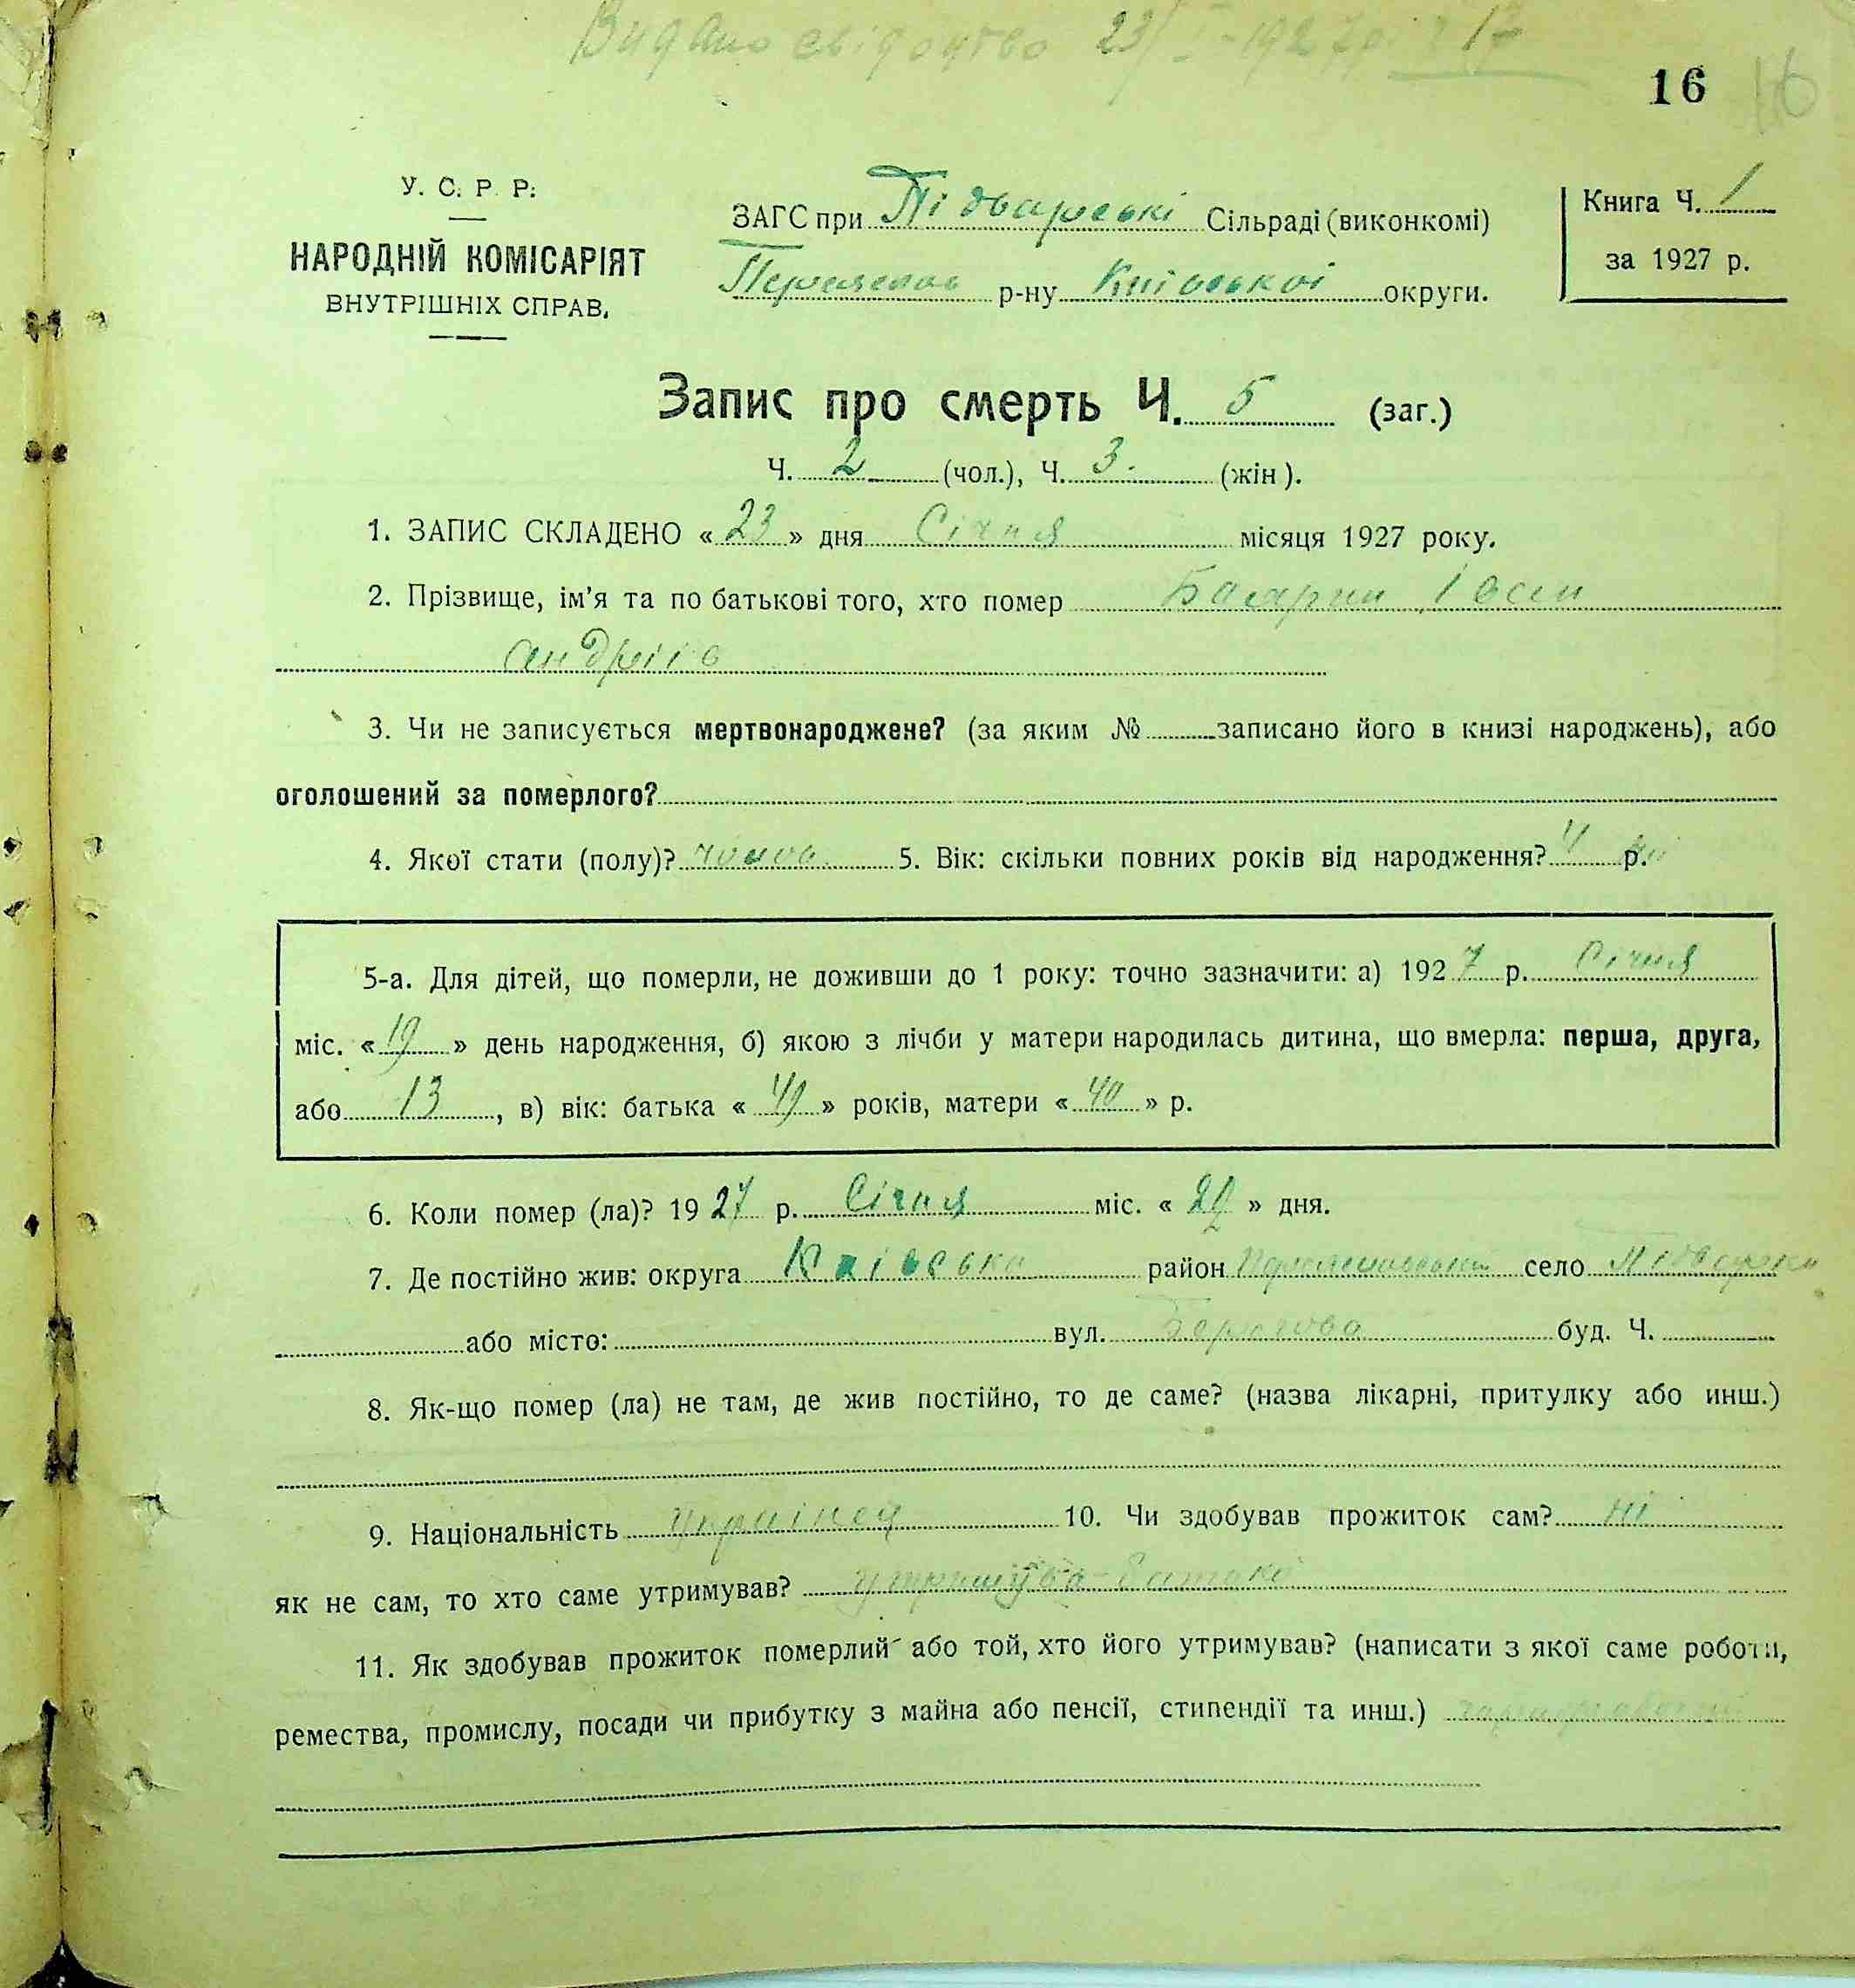 Видано свідоцтво 23/I-1927 р. 17
16 16
У. С. Р. Р.
НАРОДНІЙ КОМІСАРІЯТ
ВНУТРІШНІХ СПРАВ.
ЗАГС при Підварські Сільраді (виконкомі)
р-ну Київської округи.
Книга Ч. 1
за 1927 р.
Запис про смерть Ч. 5 (заг.)
Ч. 2 (чол.), Ч. 3. (жін).
1. ЗАПИС СКЛАДЕНО «23» дня Січня місяця 1927 року.
2. Прізвище, ім’я та по батькові того, хто помер
Андріїв
3. Чи не записується мертвонароджене? (за яким № записано його в книзі народжень), або
оголошений за померлого?
4. Якої стати (полу)? 5. Вік: скільки повних років від народження? 4 р.
5-а. Для дітей, що померли, не доживши до 1 року: точно зазначити: а) 1927 р. Січня
міс. «19» день народження, б) якою з лічби у матери народилась дитина, що вмерла: перша, друга,
або 13, в) вік: батька «49» років, матери «40» р.
6. Коли помер (ла)? 1927 р. Січня міс. « » дня.
7. Де постійно жив: округа Київська район село Підварки
або місто: вул. буд. Ч.
8. Як-що помер (ла) не там, де жив постійно, то де саме? (назва лікарні, притулку або инш.)
9. Національність Українец 10. Чи здобував прожиток сам? ні
як не сам, то хто саме утримував?
11. Як здобував прожиток померлий або той, хто його утримував? (написати з якої саме роботи,
ремества, промислу, посади чи прибутку з майна або пенсії, стипендії та инш.)